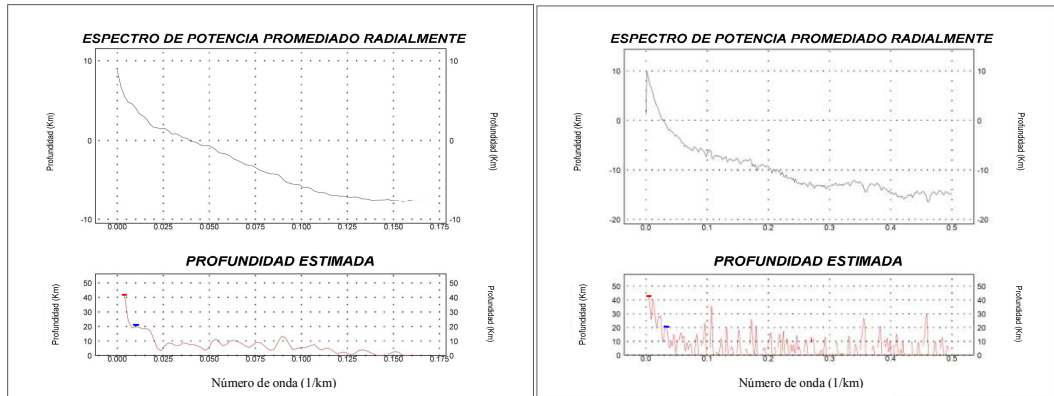 ESPECTRO DE POTENCIA PROMEDIADO RADIALMENTE
10
10
0
0
-10
-10
Profundidad (Km)
Profundidad (Km)
0.000 0.025 0.050 0.075 0.100 0.125 0.150 0.175
PROFUNDIDAD ESTIMADA
50
50
40
40
30
30
20
20
10
10
0
0
Profundidad (Km)
Profundidad (Km)
0.000 0.025 0.050 0.075 0.100 0.125 0.150 0.175
Número de onda (1/km)
ESPECTRO DE POTENCIA PROMEDIADO RADIALMENTE
10
10
0
0
-10
-10
-20
-20
Profundidad (Km)
Profundidad (Km)
0.0 0.1 0.2 0.3 0.4 0.5
PROFUNDIDAD ESTIMADA
50
50
40
40
30
30
20
20
10
10
0
0
Profundidad (Km)
Profundidad (Km)
0.0 0.1 0.2 0.3 0.4 0.5
Número de onda (1/km)